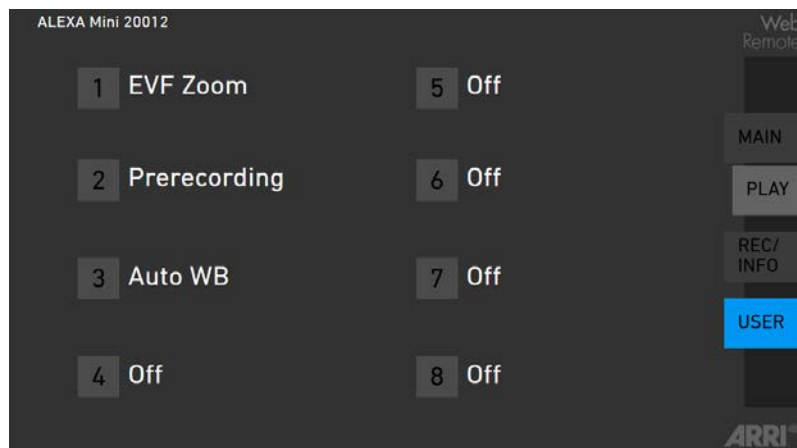 ALEXA Mini 20012
Web
Remote
1 EVF Zoom
5 Off
2 Prerecording
6 Off
3 Auto WB
7 Off
4 Off
8 Off
MAIN
PLAY
REC/
INFO
USER
ARRI